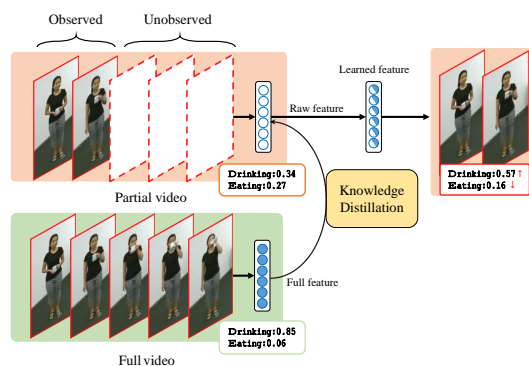 Observed
Unobserved
Learned feature
Raw feature
Drinking:0.34
Eating:0.27
Partial video
Drinking:0.57 ↑
Eating:0.16 ↓
Knowledge
Distillation
Full feature
Drinking:0.85
Eating:0.06
Full video